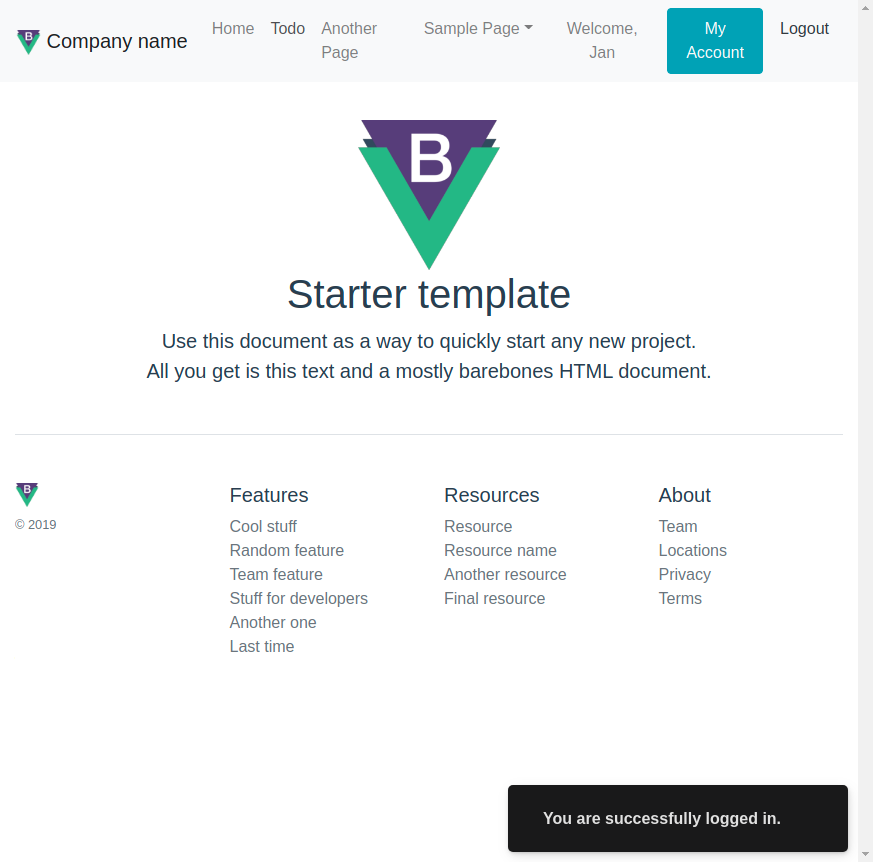 B Company name
Home
Todo
Another
Page
Sample Page
Welcome,
Jan
My
Account
Logout
B
Starter template
Use this document as a way to quickly start any new project.
All you get is this text and a mostly barebones HTML document.
B
© 2019
Features
Cool stuff
Random feature
Team feature
Stuff for developers
Another one
Last time
Resources
Resource
Resource name
Another resource
Final resource
About
Team
Locations
Privacy
Terms
You are successfully logged in.